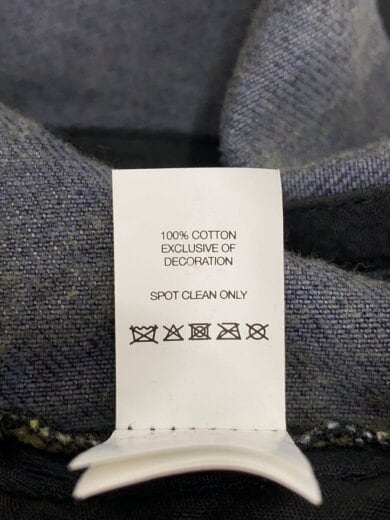 100% COTTON
EXCLUSIVE OF
DECORATION
SPOT CLEAN ONLY